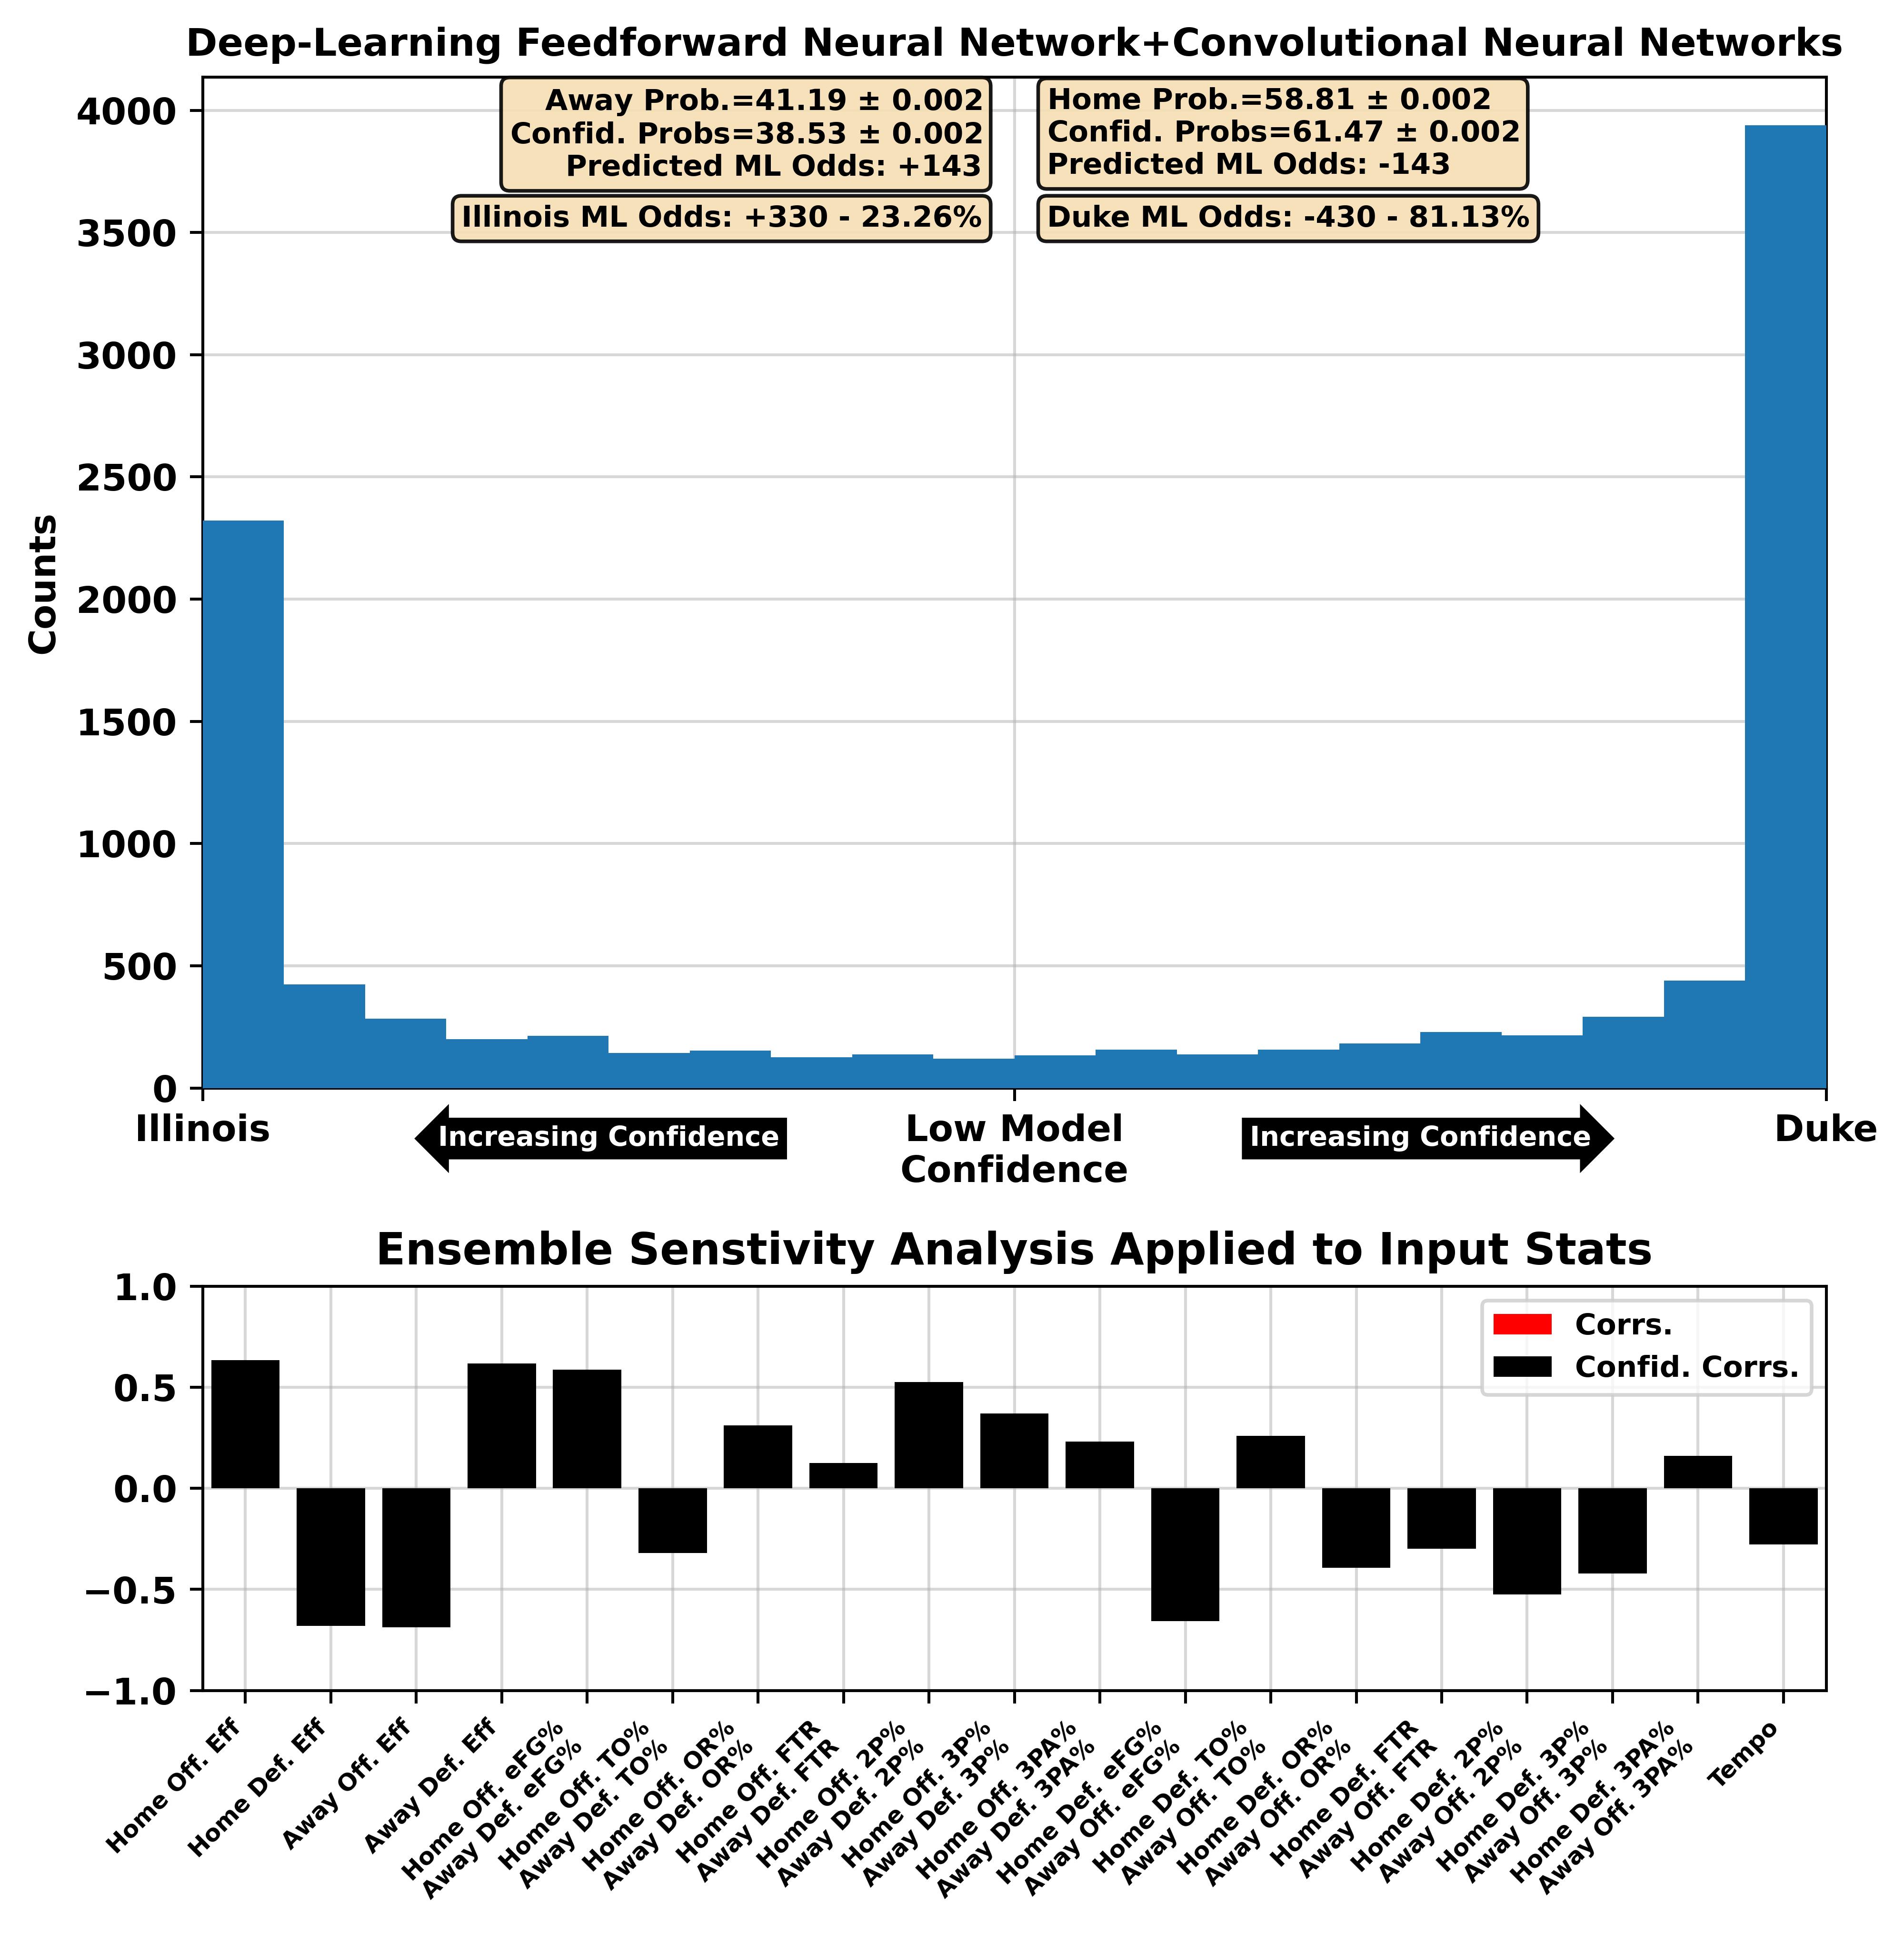 Deep-Learning Feedforward Neural Network+Convolutional Neural Networks
Away Prob.=41.19 ± 0.002
Confid. Probs=38.53 ± 0.002
Predicted ML Odds: +143
Illinois ML Odds: +330 - 23.26%
Home Prob.=58.81 ± 0.002
Confid. Probs=61.47 ± 0.002
Predicted ML Odds: -143
Duke ML Odds: -430 - 81.13%
Counts
4000
3500
3000
2500
2000
1500
1000
500
0
Illinois
Increasing Confidence
Low Model
Confidence
Increasing Confidence
Duke
Ensemble Senstivity Analysis Applied to Input Stats
Corrs.
Confid. Corrs.
1.0
0.5
0.0
−0.5
−1.0
Home Off. Eff
Home Def. Eff
Away Off. Eff
Away Def. Eff
Home Off. eFG%
Away Def. eFG%
Home Off. TO%
Away Def. TO%
Home Off. OR%
Away Def. OR%
Home Off. FTR
Away Def. FTR
Home Off. 2P%
Away Def. 2P%
Home Off. 3P%
Away Def. 3P%
Home Off. 3PA%
Away Def. 3PA%
Home Def. eFG%
Away Off. eFG%
Home Def. TO%
Away Off. TO%
Home Def. OR%
Away Off. OR%
Home Def. FTR
Away Off. FTR
Home Def. 2P%
Away Off. 2P%
Home Def. 3P%
Away Off. 3P%
Home Def. 3PA%
Away Off. 3PA%
Tempo